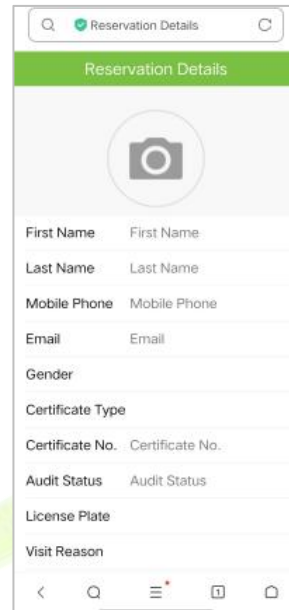 Reservation Details
Reservation Details
First Name First Name
Last Name Last Name
Mobile Phone Mobile Phone
Email Email
Gender
Certificate Type
Certificate No. Certificate No.
Audit Status Audit Status
License Plate
Visit Reason
1